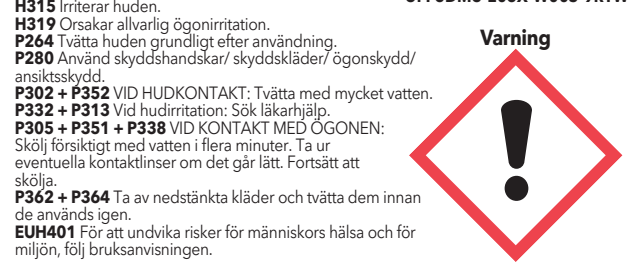 H315 Irriterar huden.
H319 Orsakar allvarlig ögonirritation.
P264 Tvätta huden grundligt efter användning.
P280 Använd skyddshandskar/ skyddskläder/ ögonskydd/
ansiktsskydd.
P302 + P352 VID HUDKONTAKT: Tvätta med mycket vatten.
P332 + P313 Vid hudirritation: Sök läkarhjälp.
P305 + P351 + P338 VID KONTAKT MED ÖGONEN:
Skölj försiktigt med vatten i flera minuter. Ta ur
eventuella kontaktlinser om det går lätt. Fortsätt att
skölja.
P362 + P364 Ta av nedstänkta kläder och tvätta dem innan
de används igen.
EUH401 För att undvika risker för människors hälsa och för
miljön, följ bruksanvisningen.
Varning